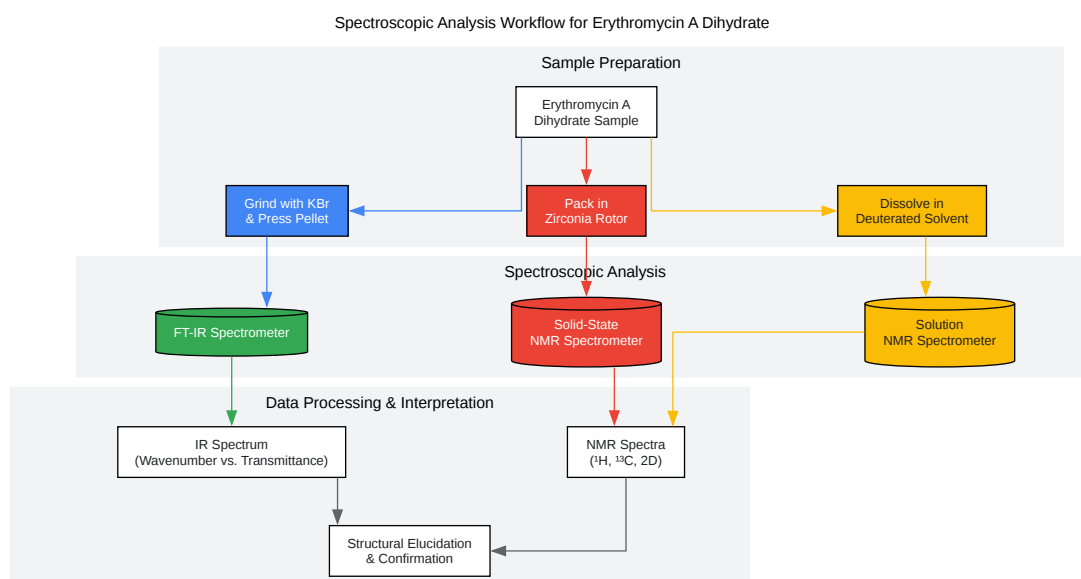 Spectroscopic Analysis Workflow for Erythromycin A Dihydrate
Sample Preparation
Erythromycin A
Dihydrate Sample
Grind with KBr
& Press Pellet
Pack in
Zirconia Rotor
Dissolve in
Deuterated Solvent
Spectroscopic Analysis
FT-IR Spectrometer
Solid-State
NMR Spectrometer
Solution
NMR Spectrometer
Data Processing & Interpretation
IR Spectrum
(Wavenumber vs. Transmittance)
NMR Spectra
(¹H, ¹³C, 2D)
Structural Elucidation
& Confirmation